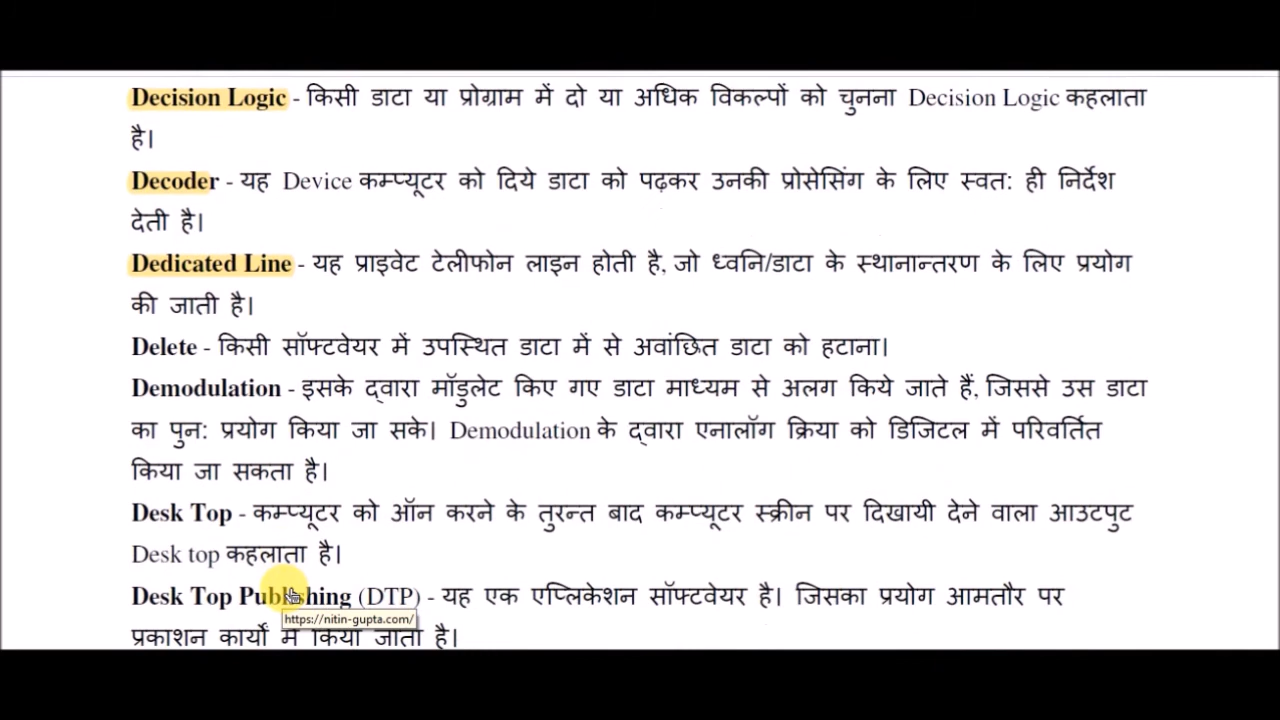 Decision Logic - किसी डाटा या प्रोग्राम में दो या अधिक विकल्पों को चुनना Decision Logic कहलाता
है।
Decoder - यह Device कम्प्यूटर को दिये डाटा को पढ़कर उनकी प्रोसेसिंग के लिए स्वत: ही निर्देश
देती है।
Dedicated Line - यह प्राइवेट टेलीफोन लाइन होती है, जो ध्वनि/डाटा के स्थानान्तरण के लिए प्रयोग
की जाती है।
Delete - किसी सॉफ्टवेयर में उपस्थित डाटा में से अवांछित डाटा को हटाना।
Demodulation - इसके द्वारा मॉडुलेट किए गए डाटा माध्यम से अलग किये जाते हैं, जिससे उस डाटा
का पुन: प्रयोग किया जा सके। Demodulation के द्वारा एनालॉग क्रिया को डिजिटल में परिवर्तित
किया जा सकता है।
Desk Top - कम्प्यूटर को ऑन करने के तुरन्त बाद कम्प्यूटर स्क्रीन पर दिखायी देने वाला आउटपुट
Desk top कहलाता है।
Desk Top Publishing (DTP) - यह एक एप्लिकेशन सॉफ्टवेयर है। जिसका प्रयोग आमतौर पर
https://nitin-gupta.com/
प्रकाशन कार्यों में किया जाता है।